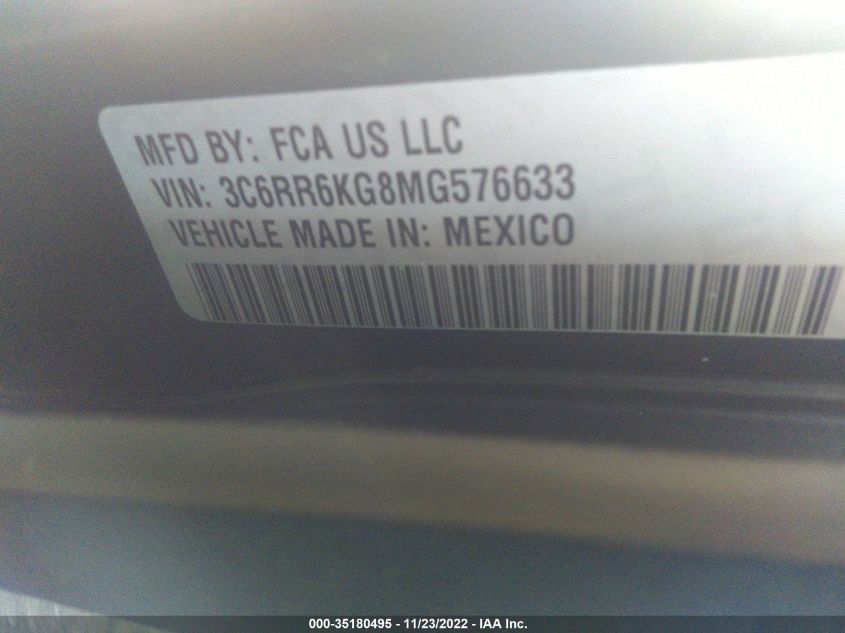 MFD BY: FCA US LLC
VIN: 3C6RR6KG8MG576633
VEHICLE MADE IN: MEXICO
000-35180495 - 11/23/2022 - IAA Inc.